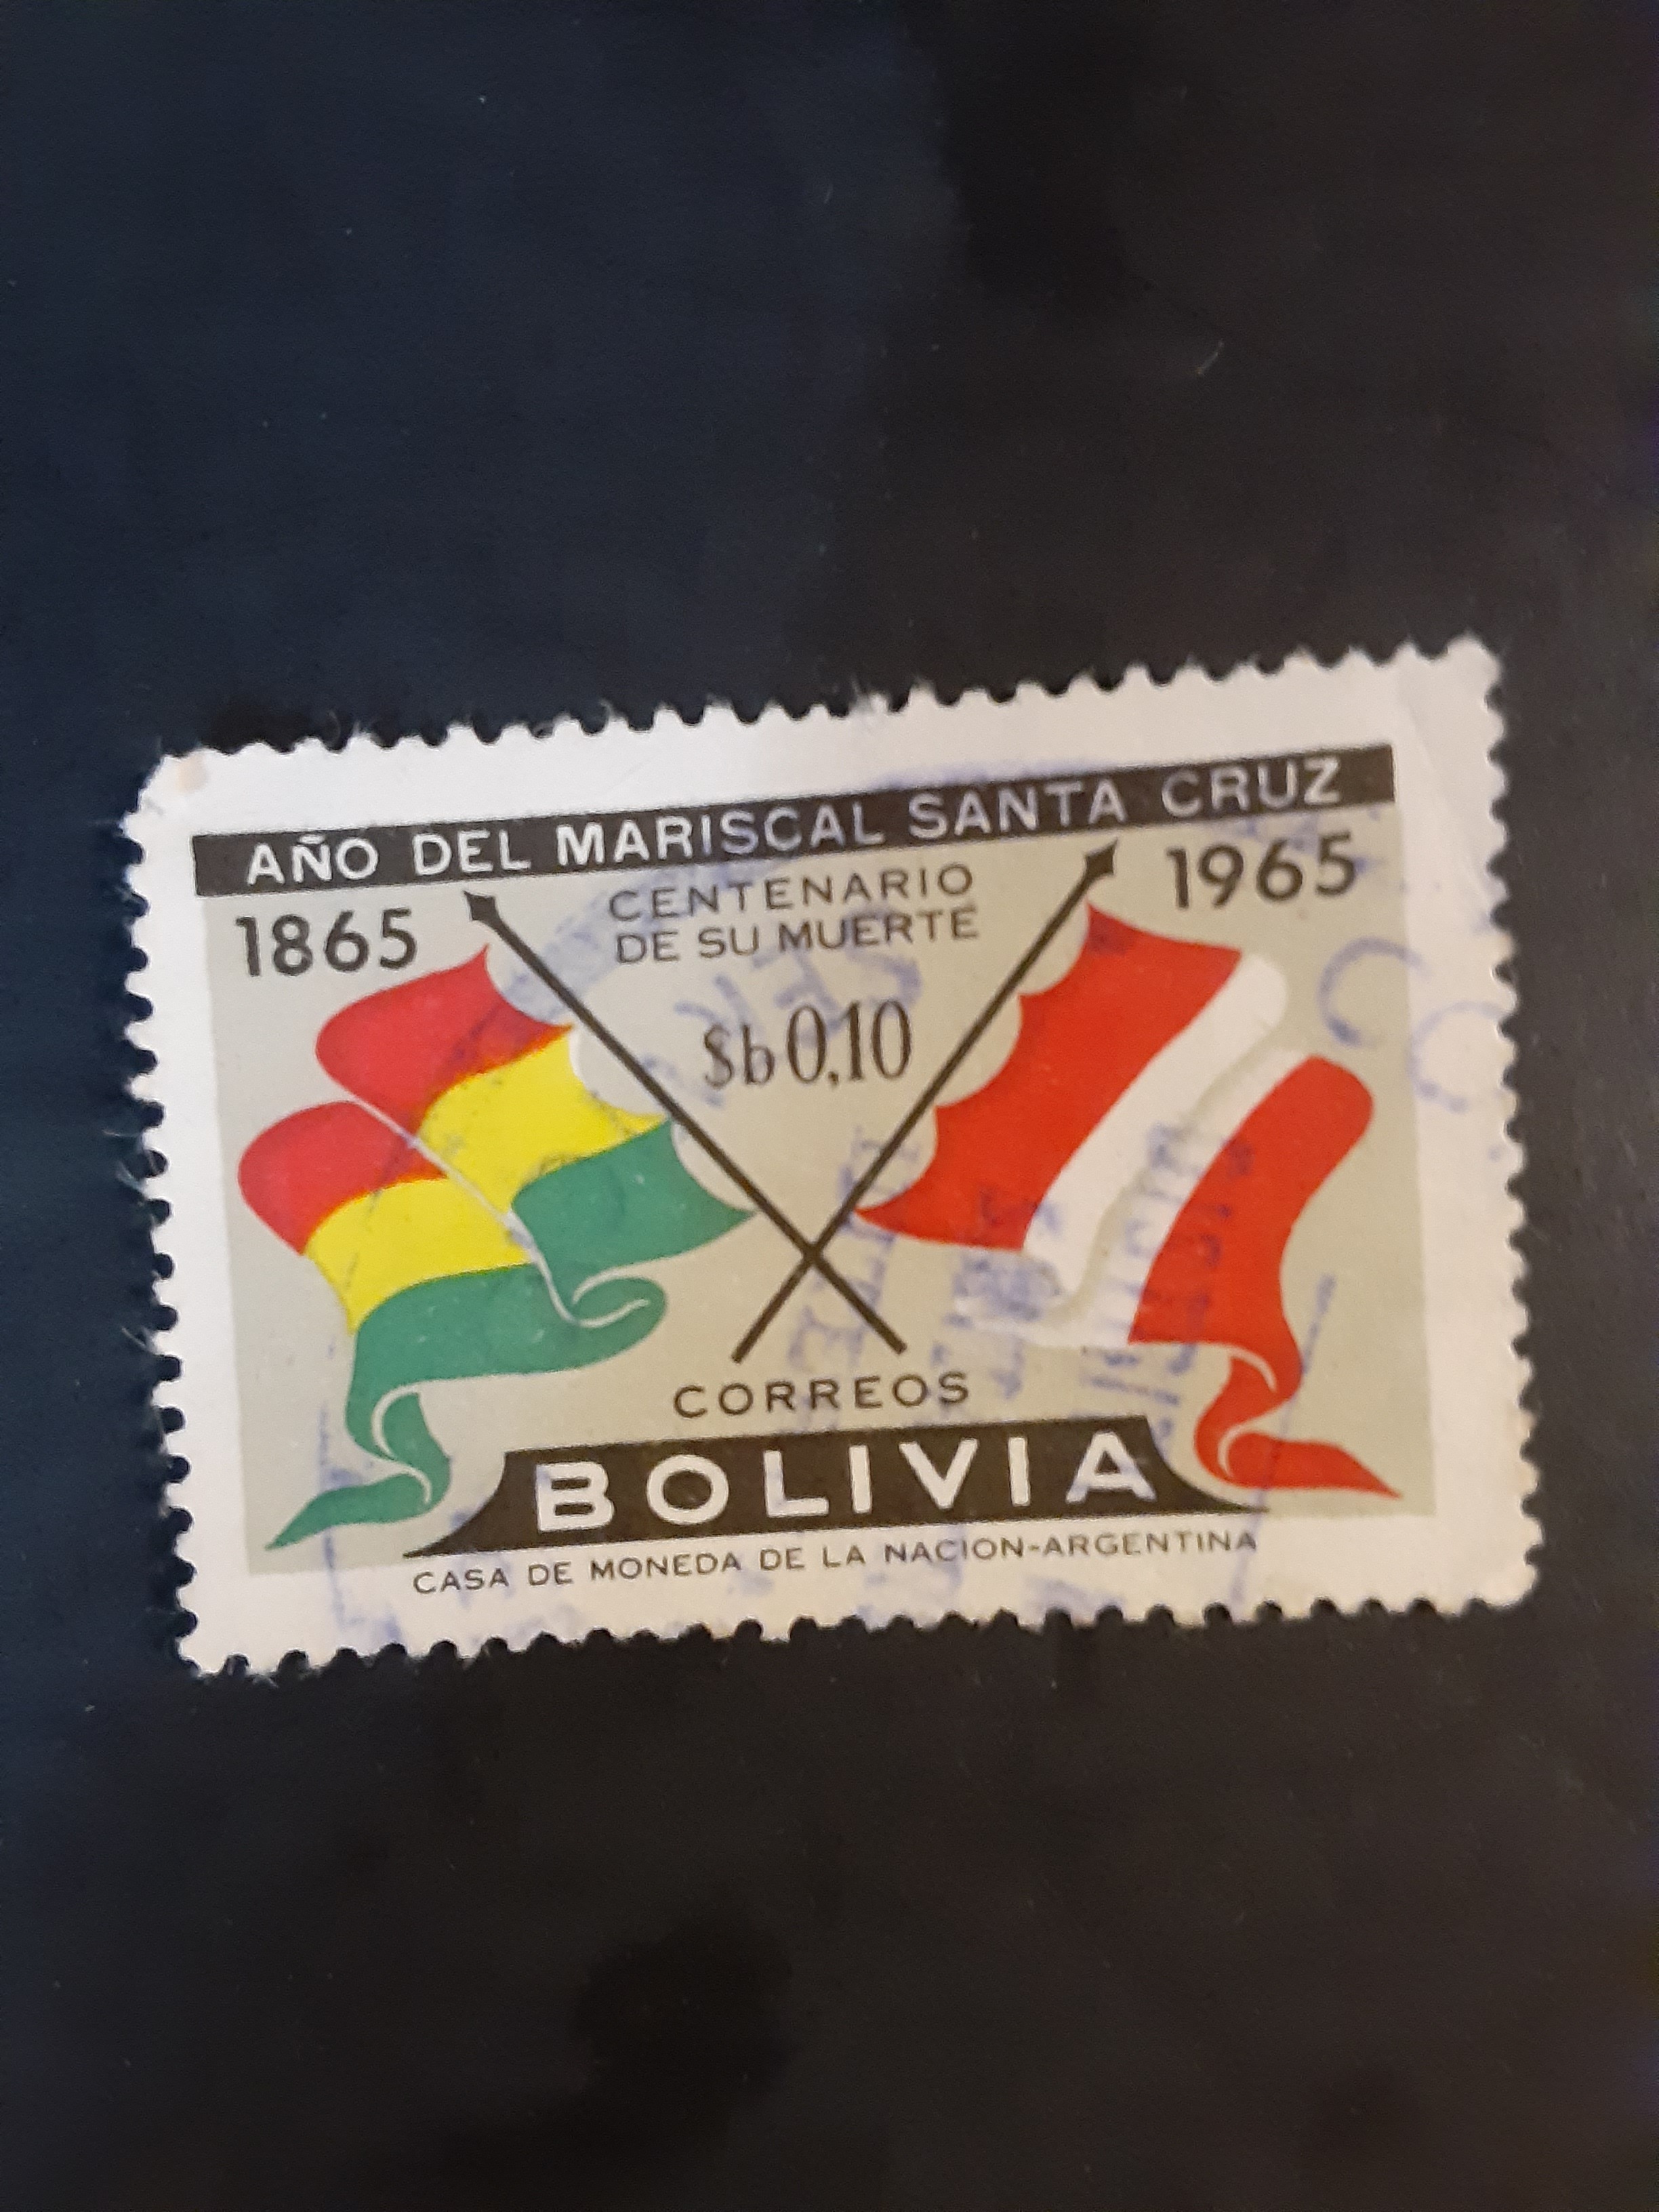 AÑO DEL MARISCAL SANTA CRUZ
1865
CENTENARIO
DE SU MUERTE
1965
$b 0,10
CORREOS
BOLIVIA
CASA DE MONEDA DE LA NACION-ARGENTINA